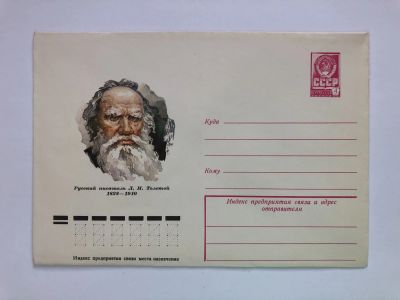 СССР
Куда
Кому
Русский писатель Л. Н. Толстой
1828—1910
Индекс предприятия связи и адрес
отправителя
Индекс предприятия связи места назначения